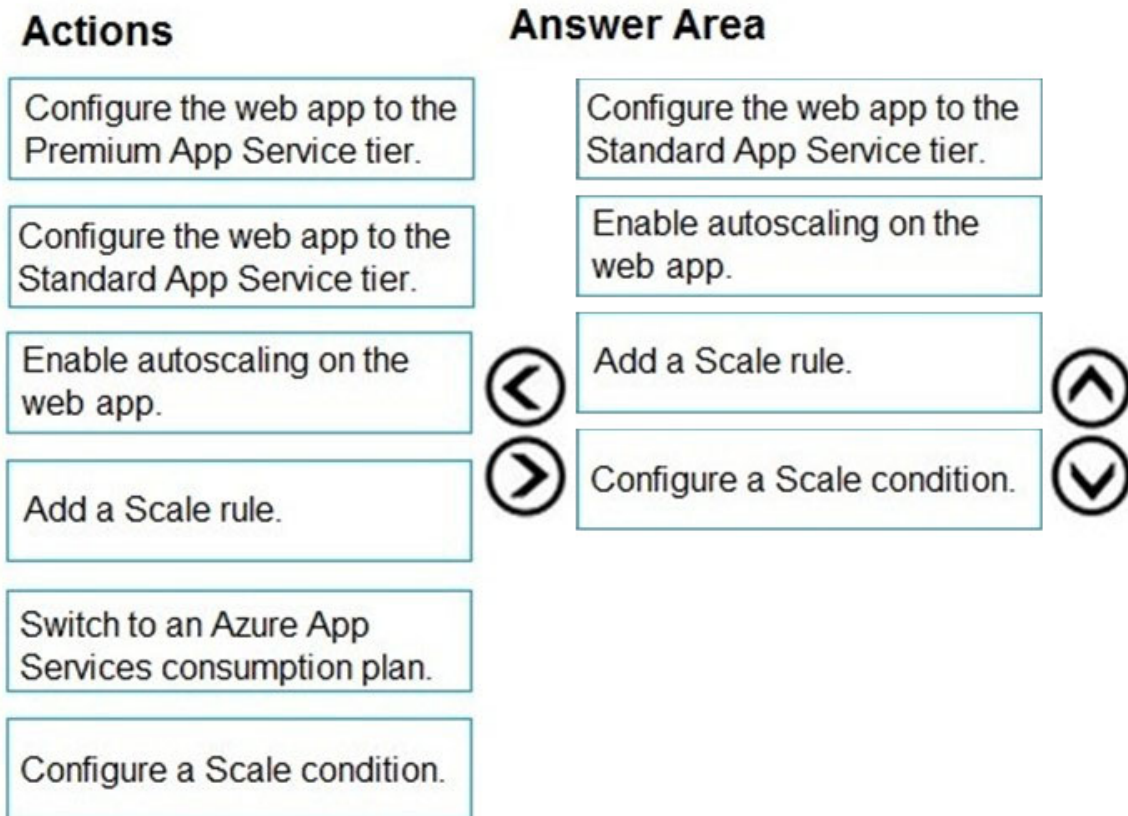 Actions
Configure the web app to the
Premium App Service tier.
Configure the web app to the
Standard App Service tier.
Enable autoscaling on the
web app.
Add a Scale rule.
Switch to an Azure App
Services consumption plan.
Configure a Scale condition.
Answer Area
Configure the web app to the
Standard App Service tier.
Enable autoscaling on the
web app.
Add a Scale rule.
Configure a Scale condition.